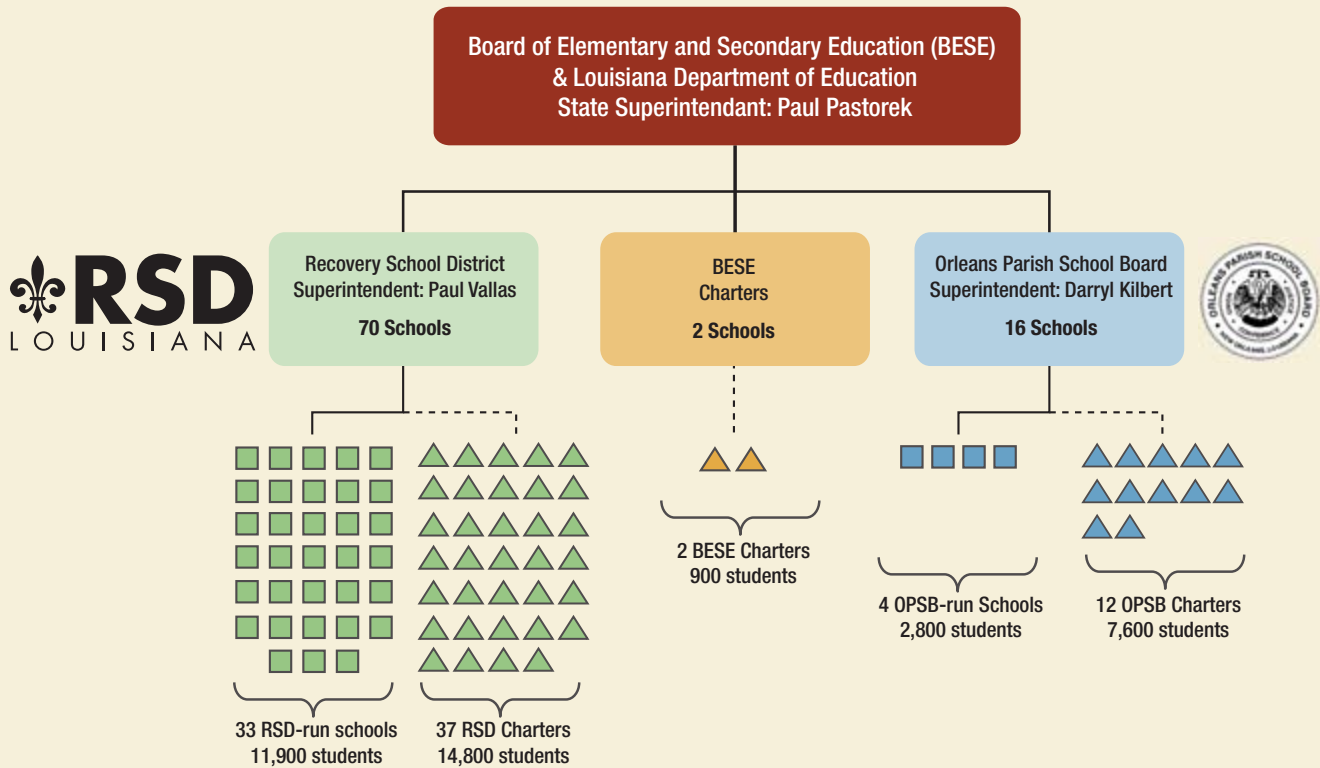 Board of Elementary and Secondary Education (BESE)
& Louisiana Department of Education
State Superintendant: Paul Pastorek
RSD
LOUISIANA
Recovery School District
Superintendent: Paul Vallas
70 Schools
BESE
Charters
2 Schools
Orleans Parish School Board
Superintendent: Darryl Kilbert
16 Schools
ORLEANS PARISH SCHOOL BOARD
NEW ORLEANS, LOUISIANA
2 BESE Charters
900 students
4 OPSB-run Schools
2,800 students
12 OPSB Charters
7,600 students
33 RSD-run schools
11,900 students
37 RSD Charters
14,800 students